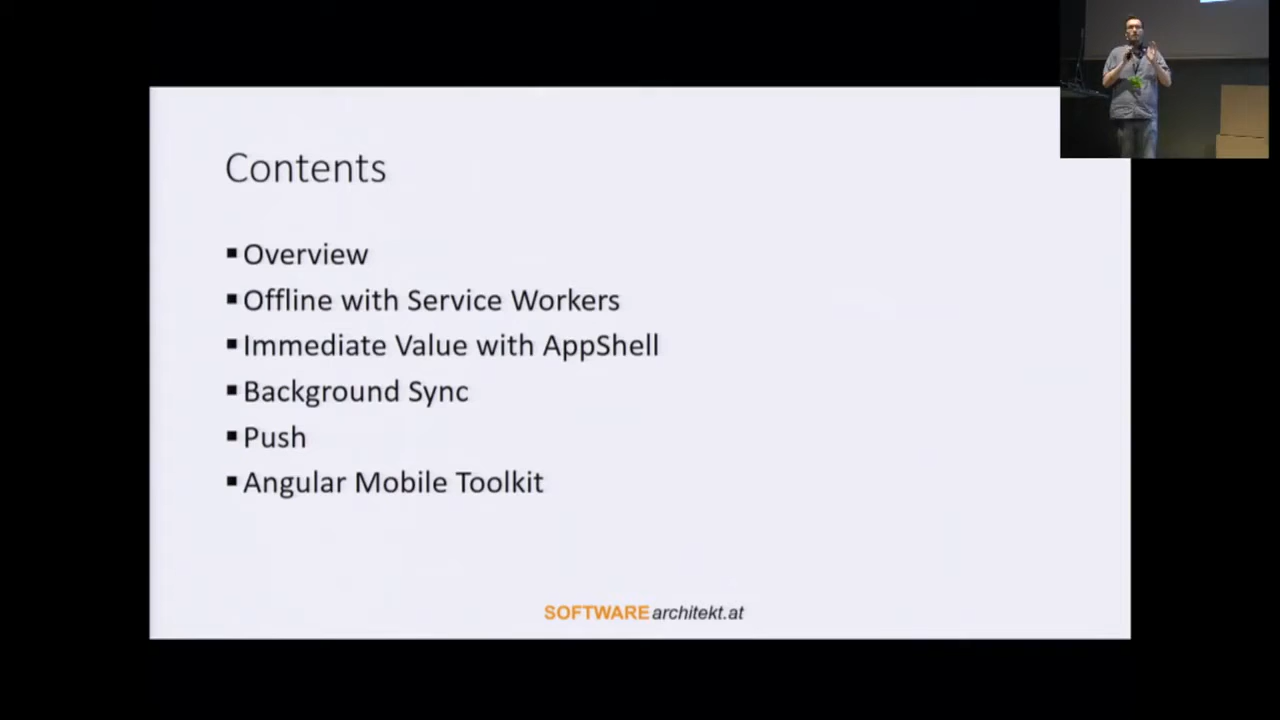 Contents
▪Overview
▪Offline with Service Workers
▪Immediate Value with AppShell
▪Background Sync
▪Push
▪Angular Mobile Toolkit
SOFTWAREarchitekt.at